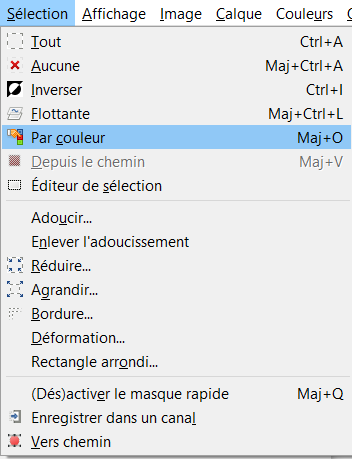 Sélection Affichage Image Calque Couleurs
Tout Ctrl+A
Aucune Maj+Ctrl+A
Inverser Ctrl+I
Flottante Maj+Ctrl+L
Par couleur Maj+O
Depuis le chemin Maj+V
Éditeur de sélection
Adoucir...
Enlever l'adoucissement
Réduire...
Agrandir...
Bordure...
Déformation...
Rectangle arrondi...
(Dés)activer le masque rapide Maj+Q
Enregistrer dans un canal
Vers chemin